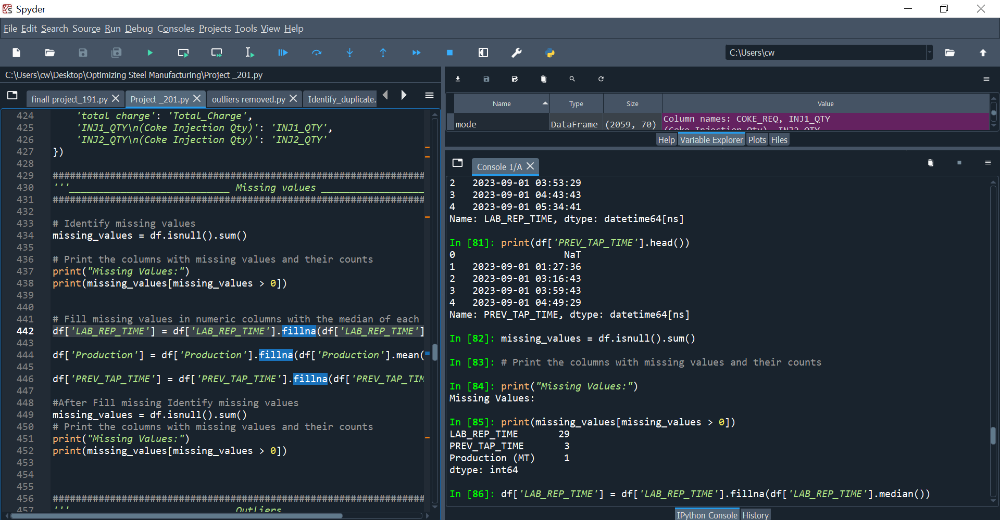 Spyder
File Edit Search Source Run Debug Consoles Projects Tools View Help
C:\Users\cw
C:\Users\cw\Desktop\Optimizing Steel Manufacturing\Project _201.py
finall project_191.py
Project _201.py
outliers removed.py
Identify_duplicate.
424 'total charge': 'Total_Charge',
425 'INJ1_QTY\n(Coke Injection Qty)': 'INJ1_QTY',
426 'INJ2_QTY\n(Coke Injection Qty)': 'INJ2_QTY'
427 })
428
429 #################################################################
430 '''____________________________ Missing values __________________
431 #################################################################
432
433 # Identify missing values
434 missing_values = df.isnull().sum()
435
436 # Print the columns with missing values and their counts
437 print("Missing Values:")
438 print(missing_values[missing_values > 0])
439
440
441 # Fill missing values in numeric columns with the median of each
442 df['LAB_REP_TIME'] = df['LAB_REP_TIME'].fillna(df['LAB_REP_TIME']
443
444 df['Production'] = df['Production'].fillna(df['Production'].mean(
445
446 df['PREV_TAP_TIME'] = df['PREV_TAP_TIME'].fillna(df['PREV_TAP_TIM
447
448 #After Fill missing Identify missing values
449 missing_values = df.isnull().sum()
450 # Print the columns with missing values and their counts
451 print("Missing Values:")
452 print(missing_values[missing_values > 0])
453
454
455
456 #################################################################
457 ''' Outliers
Name Type Size Value
mode DataFrame (2059, 70) Column names: COKE_REQ, INJ1_QTY
(Coke Injection Qty), INJ2_QTY
Help Variable Explorer Plots Files
Console 1/A
2 2023-09-01 03:53:29
3 2023-09-01 04:43:43
4 2023-09-01 05:34:41
Name: LAB_REP_TIME, dtype: datetime64[ns]
In [81]: print(df['PREV_TAP_TIME'].head())
0 NaT
1 2023-09-01 01:27:36
2 2023-09-01 03:16:43
3 2023-09-01 03:59:43
4 2023-09-01 04:49:29
Name: PREV_TAP_TIME, dtype: datetime64[ns]
In [82]: missing_values = df.isnull().sum()
In [83]: # Print the columns with missing values and their counts
In [84]: print("Missing Values:")
Missing Values:
In [85]: print(missing_values[missing_values > 0])
LAB_REP_TIME 29
PREV_TAP_TIME 3
Production (MT) 1
dtype: int64
In [86]: df['LAB_REP_TIME'] = df['LAB_REP_TIME'].fillna(df['LAB_REP_TIME'].median())
IPython Console History